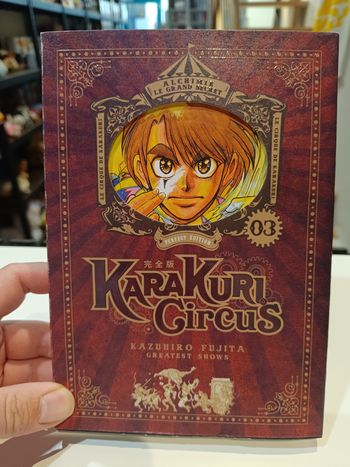 ALCHIMIE
LE GRAND SECRET
LE CIRQUE DE KARAKURI
LE CIRQUE DE KARAKURI
03
PERFECT EDITION
完全版
KARAKURI
CIRCUS
KAZUHIRO FUJITA
GREATEST SHOWS